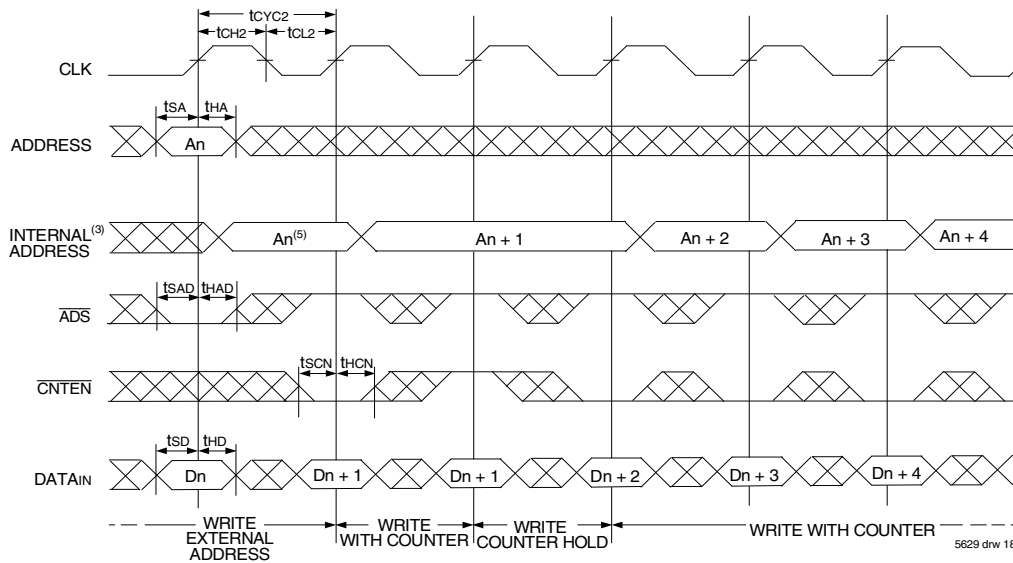 tCYC2
tCH2 tCL2
CLK
tSA tHA
ADDRESS An
INTERNAL(3)
ADDRESS An(5) An + 1 An + 2 An + 3 An + 4
tSAD tHAD
ADS
tSCN tHCN
CNTEN
tSD tHD
DATAIN Dn Dn + 1 Dn + 1 Dn + 2 Dn + 3 Dn + 4
WRITE
EXTERNAL
ADDRESS
WRITE
WITH COUNTER
WRITE
COUNTER HOLD
WRITE WITH COUNTER
5629 drw 18